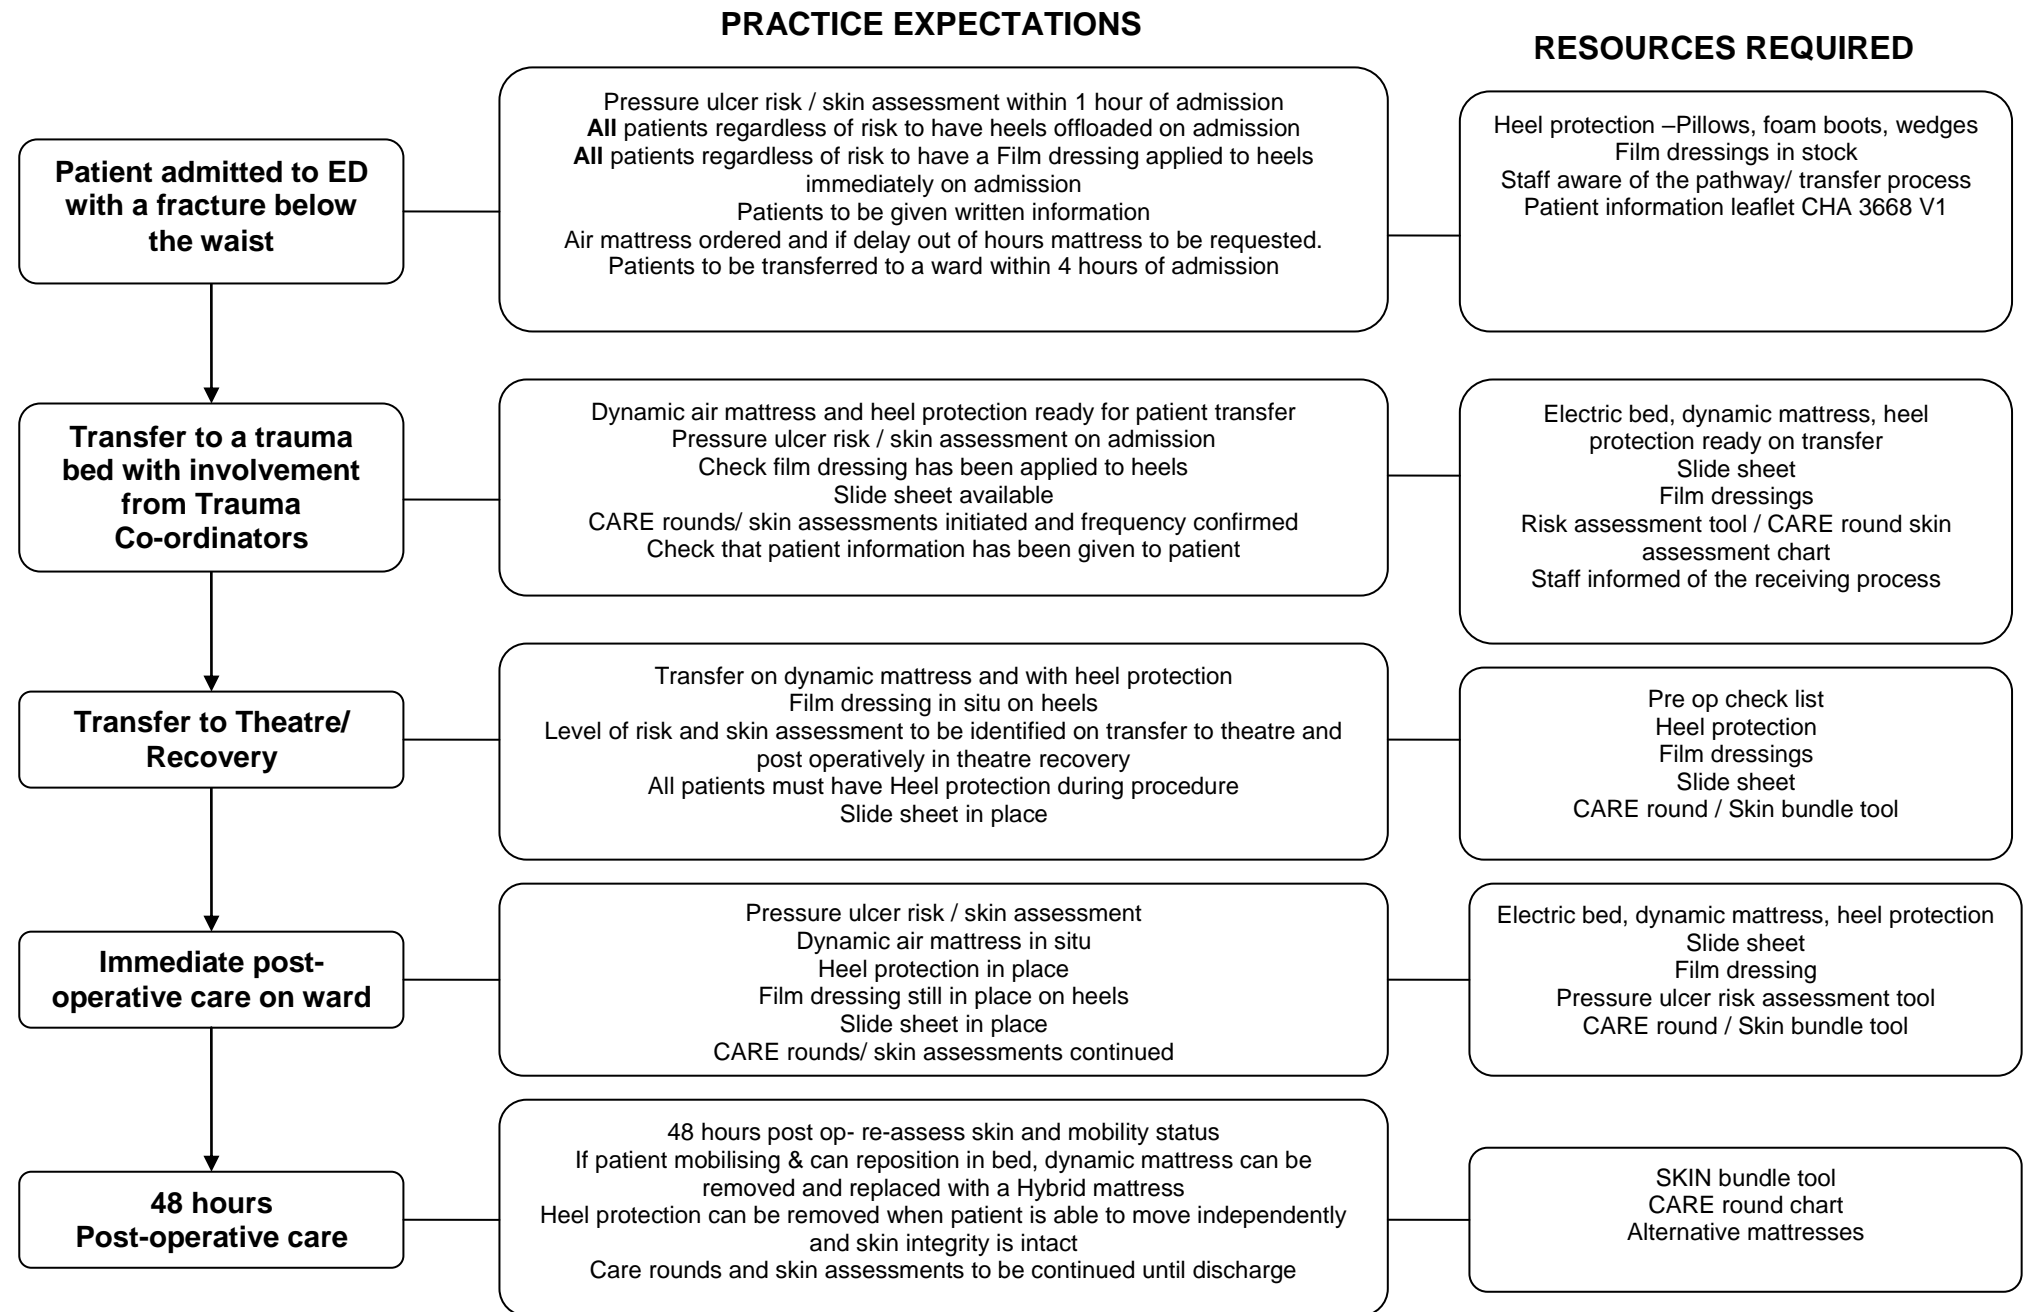 PRACTICE EXPECTATIONS
RESOURCES REQUIRED
Patient admitted to ED
with a fracture below
the waist
Pressure ulcer risk / skin assessment within 1 hour of admission
All patients regardless of risk to have heels offloaded on admission
All patients regardless of risk to have a Film dressing applied to heels
immediately on admission
Patients to be given written information
Air mattress ordered and if delay out of hours mattress to be requested.
Patients to be transferred to a ward within 4 hours of admission
Heel protection –Pillows, foam boots, wedges
Film dressings in stock
Staff aware of the pathway/ transfer process
Patient information leaflet CHA 3668 V1
Transfer to a trauma
bed with involvement
from Trauma
Co-ordinators
Dynamic air mattress and heel protection ready for patient transfer
Pressure ulcer risk / skin assessment on admission
Check film dressing has been applied to heels
Slide sheet available
CARE rounds/ skin assessments initiated and frequency confirmed
Check that patient information has been given to patient
Electric bed, dynamic mattress, heel
protection ready on transfer
Slide sheet
Film dressings
Risk assessment tool / CARE round skin
assessment chart
Staff informed of the receiving process
Transfer to Theatre/
Recovery
Transfer on dynamic mattress and with heel protection
Film dressing in situ on heels
Level of risk and skin assessment to be identified on transfer to theatre and
post operatively in theatre recovery
All patients must have Heel protection during procedure
Slide sheet in place
Pre op check list
Heel protection
Film dressings
Slide sheet
CARE round / Skin bundle tool
Immediate post-
operative care on ward
Pressure ulcer risk / skin assessment
Dynamic air mattress in situ
Heel protection in place
Film dressing still in place on heels
Slide sheet in place
CARE rounds/ skin assessments continued
Electric bed, dynamic mattress, heel protection
Slide sheet
Film dressing
Pressure ulcer risk assessment tool
CARE round / Skin bundle tool
48 hours
Post-operative care
48 hours post op- re-assess skin and mobility status
If patient mobilising & can reposition in bed, dynamic mattress can be
removed and replaced with a Hybrid mattress
Heel protection can be removed when patient is able to move independently
and skin integrity is intact
Care rounds and skin assessments to be continued until discharge
SKIN bundle tool
CARE round chart
Alternative mattresses